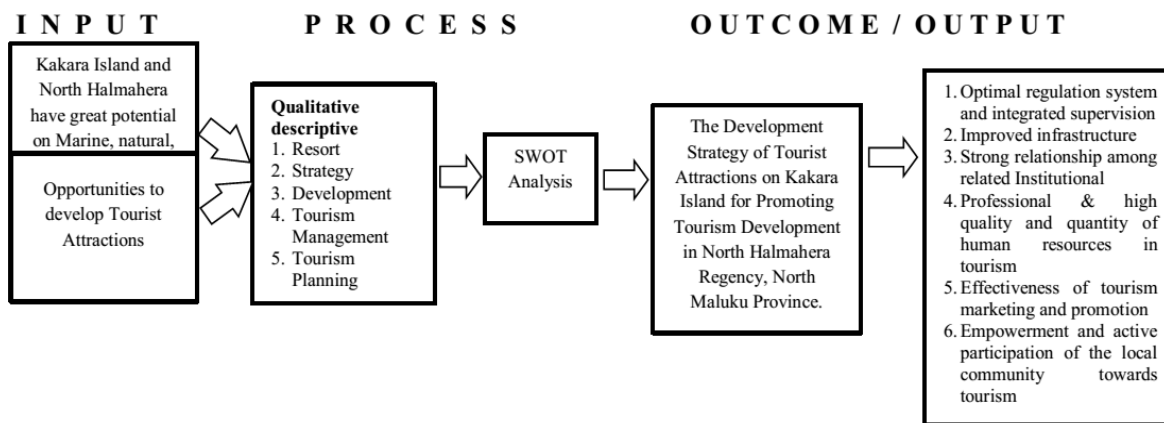 INPUT
PROCESS
OUTCOME / OUTPUT
Kakara Island and
North Halmahera
have great potential
on Marine, natural,
Opportunities to
develop Tourist
Attractions
Qualitative
descriptive
1. Resort
2. Strategy
3. Development
4. Tourism
Management
5. Tourism
Planning
SWOT
Analysis
The Development
Strategy of Tourist
Attractions on Kakara
Island for Promoting
Tourism Development
in North Halmahera
Regency, North
Maluku Province.
1. Optimal regulation system
and integrated supervision
2. Improved infrastructure
3. Strong relationship among
related Institutional
4. Professional & high
quality and quantity of
human resources in
tourism
5. Effectiveness of tourism
marketing and promotion
6. Empowerment and active
participation of the local
community towards
tourism